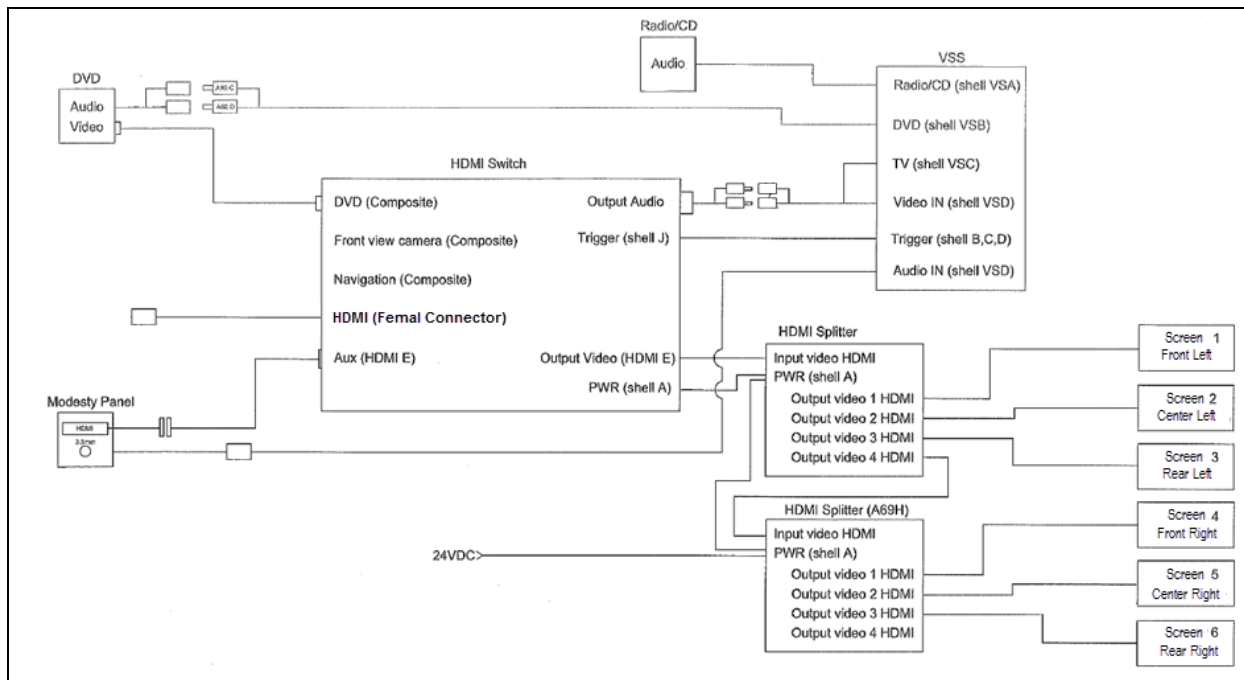 Radio/CD
Audio
DVD
Audio
Video
A60:C
A60:D
VSS
Radio/CD (shell VSA)
DVD (shell VSB)
TV (shell VSC)
Video IN (shell VSD)
Trigger (shell B,C,D)
Audio IN (shell VSD)
HDMI Switch
DVD (Composite)
Output Audio
Front view camera (Composite)
Trigger (shell J)
Navigation (Composite)
HDMI (Femal Connector)
Aux (HDMI E)
Output Video (HDMI E)
PWR (shell A)
Modesty Panel
HDMI
3.5mm
HDMI Splitter
Input video HDMI
PWR (shell A)
Output video 1 HDMI
Output video 2 HDMI
Output video 3 HDMI
Output video 4 HDMI
HDMI Splitter (A69H)
Input video HDMI
PWR (shell A)
Output video 1 HDMI
Output video 2 HDMI
Output video 3 HDMI
Output video 4 HDMI
24VDC>
Screen 1
Front Left
Screen 2
Center Left
Screen 3
Rear Left
Screen 4
Front Right
Screen 5
Center Right
Screen 6
Rear Right